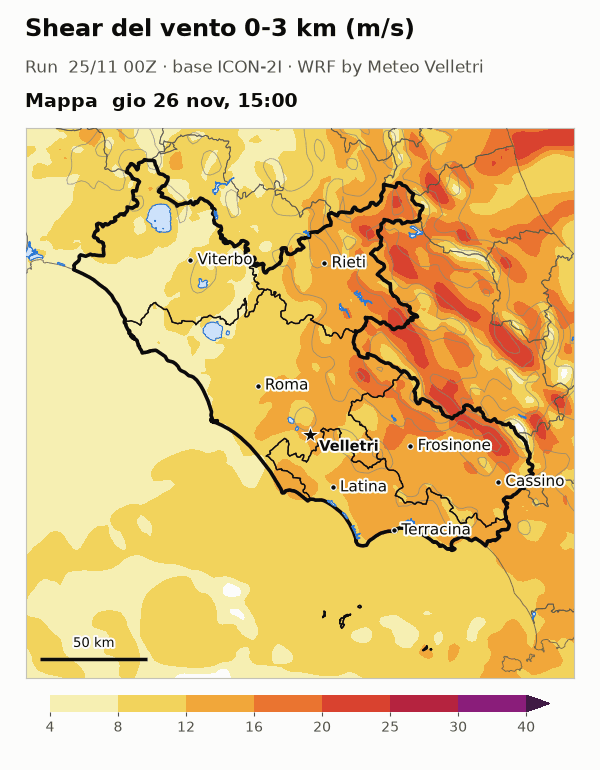 Shear del vento 0-3 km (m/s)
Run  25/11 00Z · base ICON-2I · WRF by Meteo Velletri
Mappa  gio 26 nov, 15:00
Viterbo
Rieti
Roma
Velletri
Frosinone
Latina
Cassino
Terracina
50 km
4 8 12 16 20 25 30 40